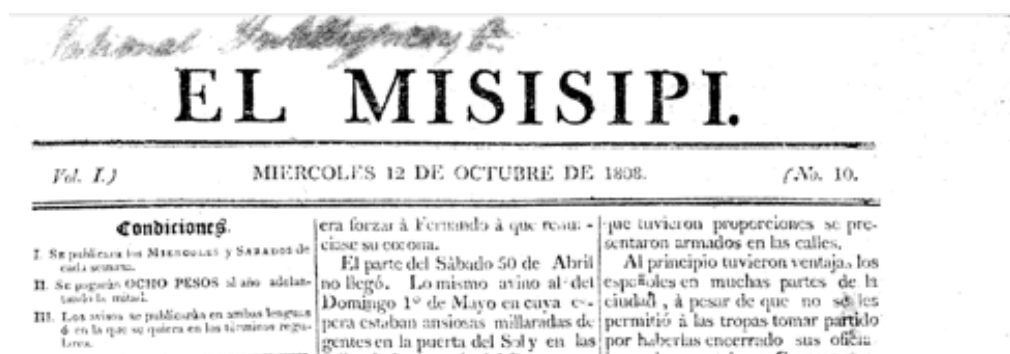 National Intelligencer
EL MISISIPI.
Vol. I.)
MIERCOLES 12 DE OCTUBRE DE 1808.
(No. 10.
Condiciones.
I. Se publicara los MIERCOLES y SABADOS de
cada semana.
II. Se pagarán OCHO PESOS al año adelan-
tando la mitad.
III. Los avisos se publicarán en ambas lenguas
ó en la que se quiera en los términos regu-
lares.
era forzar à Fernando à que renun-
ciase su corona.
El parte del Sábado 30 de Abril
no llegó. Lo mismo avino al del
Domingo 1º de Mayo en cuya es-
pera estaban ansiosas millaradas de
gentes en la puerta del Sol y en las
que tuvieron proporciones se pre-
sentaron armados en las calles.
Al principio tuvieron ventajas los
españoles en muchas partes de la
ciudad, à pesar de que no se les
permitió à las tropas tomar partido
por haberlas encerrado sus oficia-